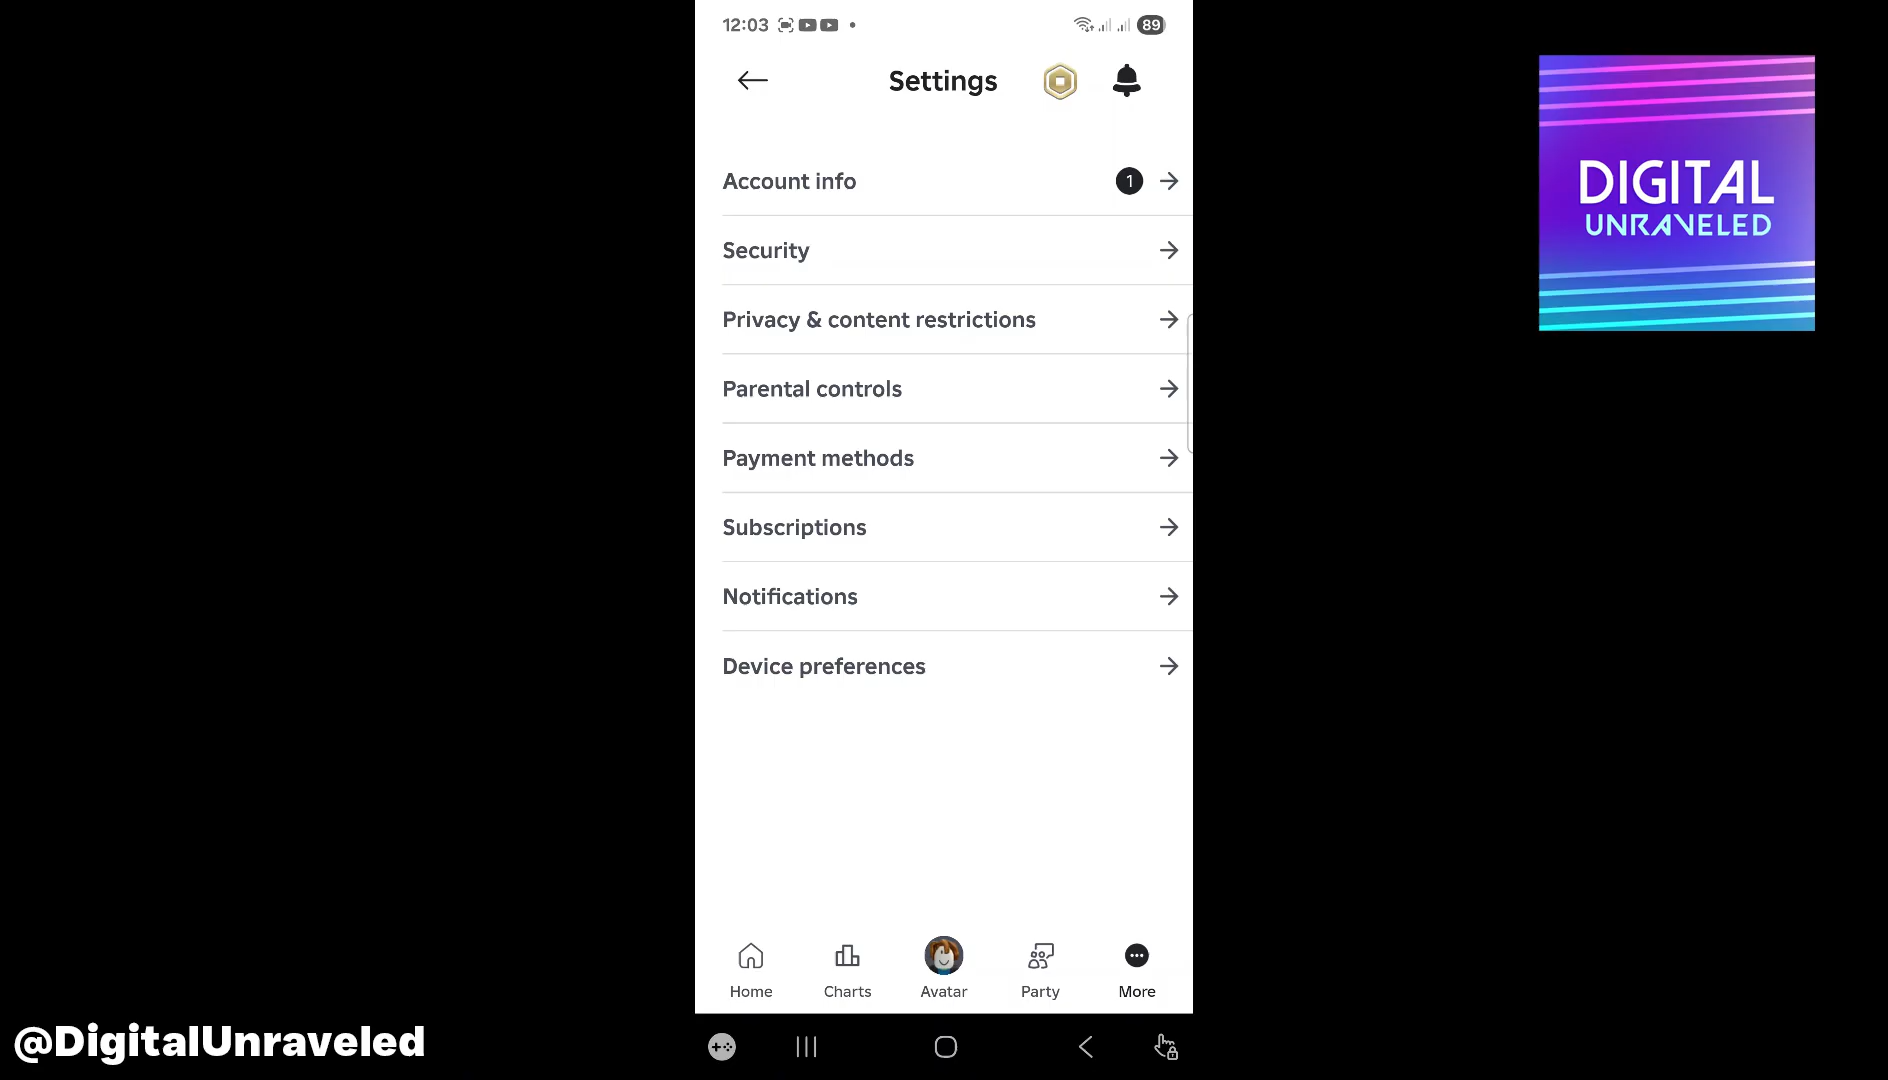 12:03
89
Settings
DIGITAL
UNRAVELED
Account info
1
Security
Privacy & content restrictions
Parental controls
Payment methods
Subscriptions
Notifications
Device preferences
Home
Charts
Avatar
Party
More
@DigitalUnraveled